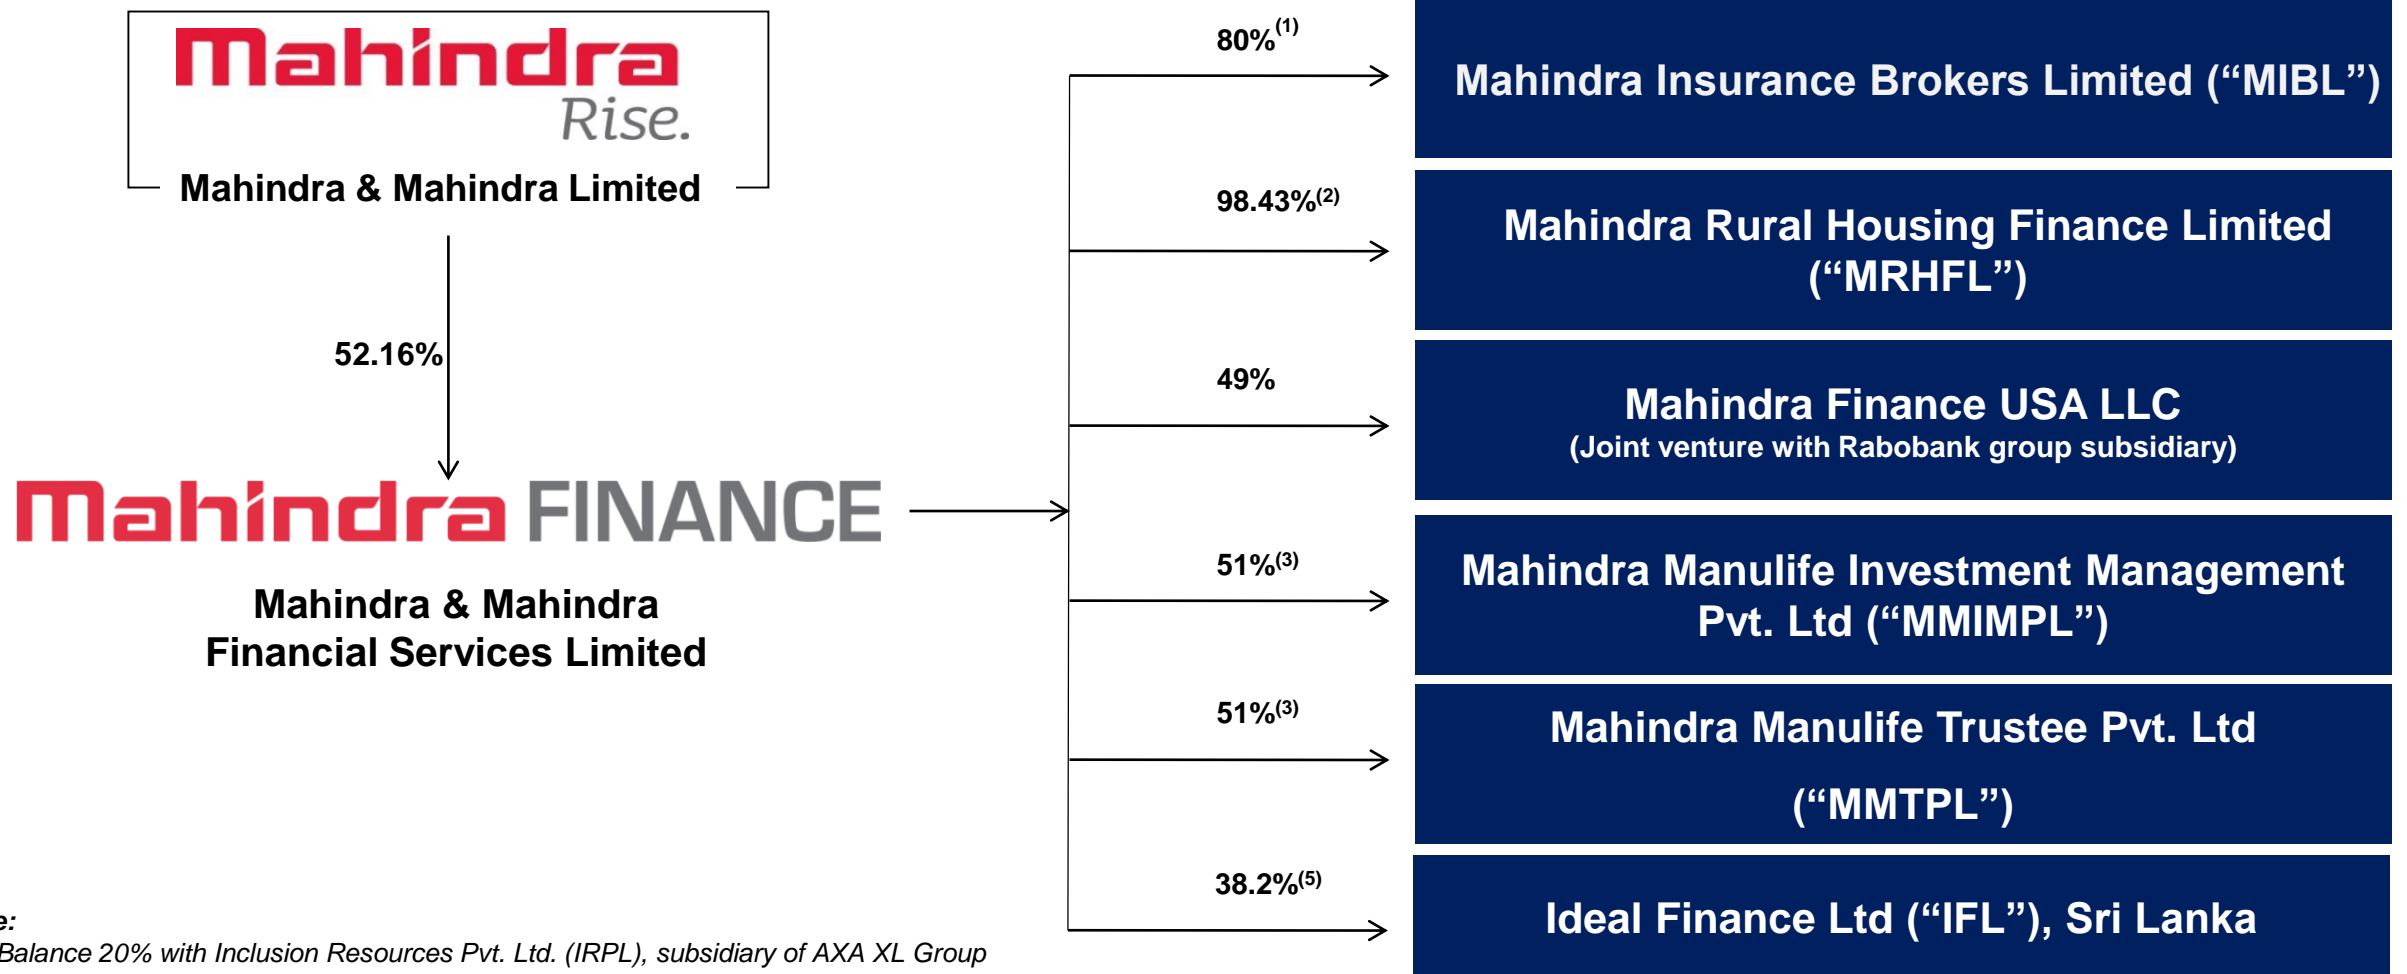 Mahindra
Rise.
Mahindra & Mahindra Limited
52.16%
Mahindra FINANCE
Mahindra & Mahindra
Financial Services Limited
80%(1)
Mahindra Insurance Brokers Limited (“MIBL”)
98.43%(2)
Mahindra Rural Housing Finance Limited
(“MRHFL”)
49%
Mahindra Finance USA LLC
(Joint venture with Rabobank group subsidiary)
51%(3)
Mahindra Manulife Investment Management
Pvt. Ltd (“MMIMPL”)
51%(3)
Mahindra Manulife Trustee Pvt. Ltd
(“MMTPL”)
38.2%(5)
Ideal Finance Ltd (“IFL”), Sri Lanka
e:
Balance 20% with Inclusion Resources Pvt. Ltd. (IRPL), subsidiary of AXA XL Group